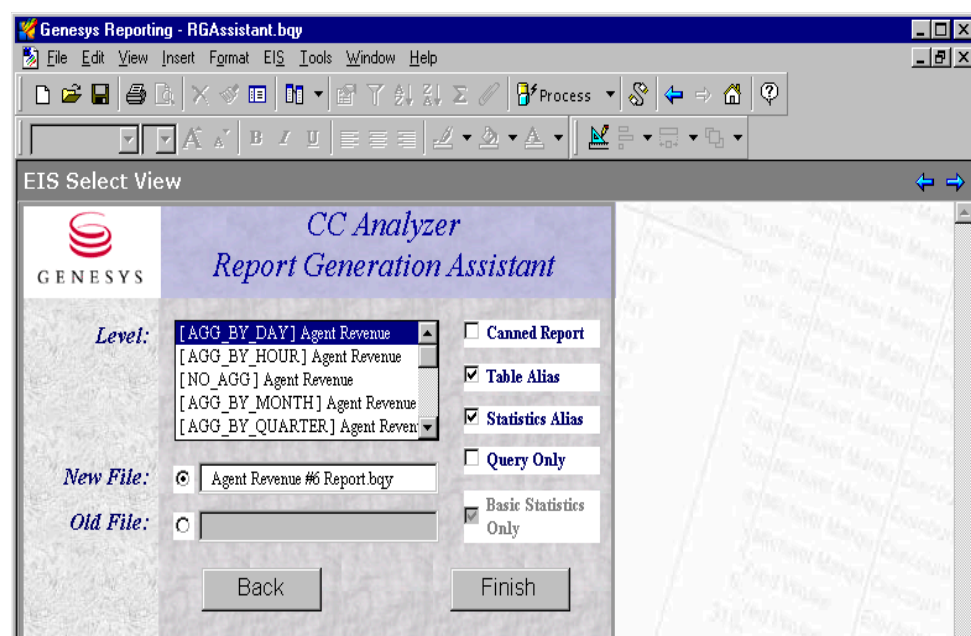 Genesys Reporting - RGAssistant.bqy
File Edit View Insert Format EIS Tools Window Help
Process
B I U
EIS Select View
GENESYS
CC Analyzer
Report Generation Assistant
Level:
[AGG_BY_DAY] Agent Revenue
[AGG_BY_HOUR] Agent Revenue
[NO_AGG] Agent Revenue
[AGG_BY_MONTH] Agent Revenue
[AGG_BY_QUARTER] Agent Reven
Canned Report
Table Alias
Statistics Alias
Query Only
Basic Statistics
Only
New File:
Agent Revenue #6 Report.bqy
Old File:
Back
Finish